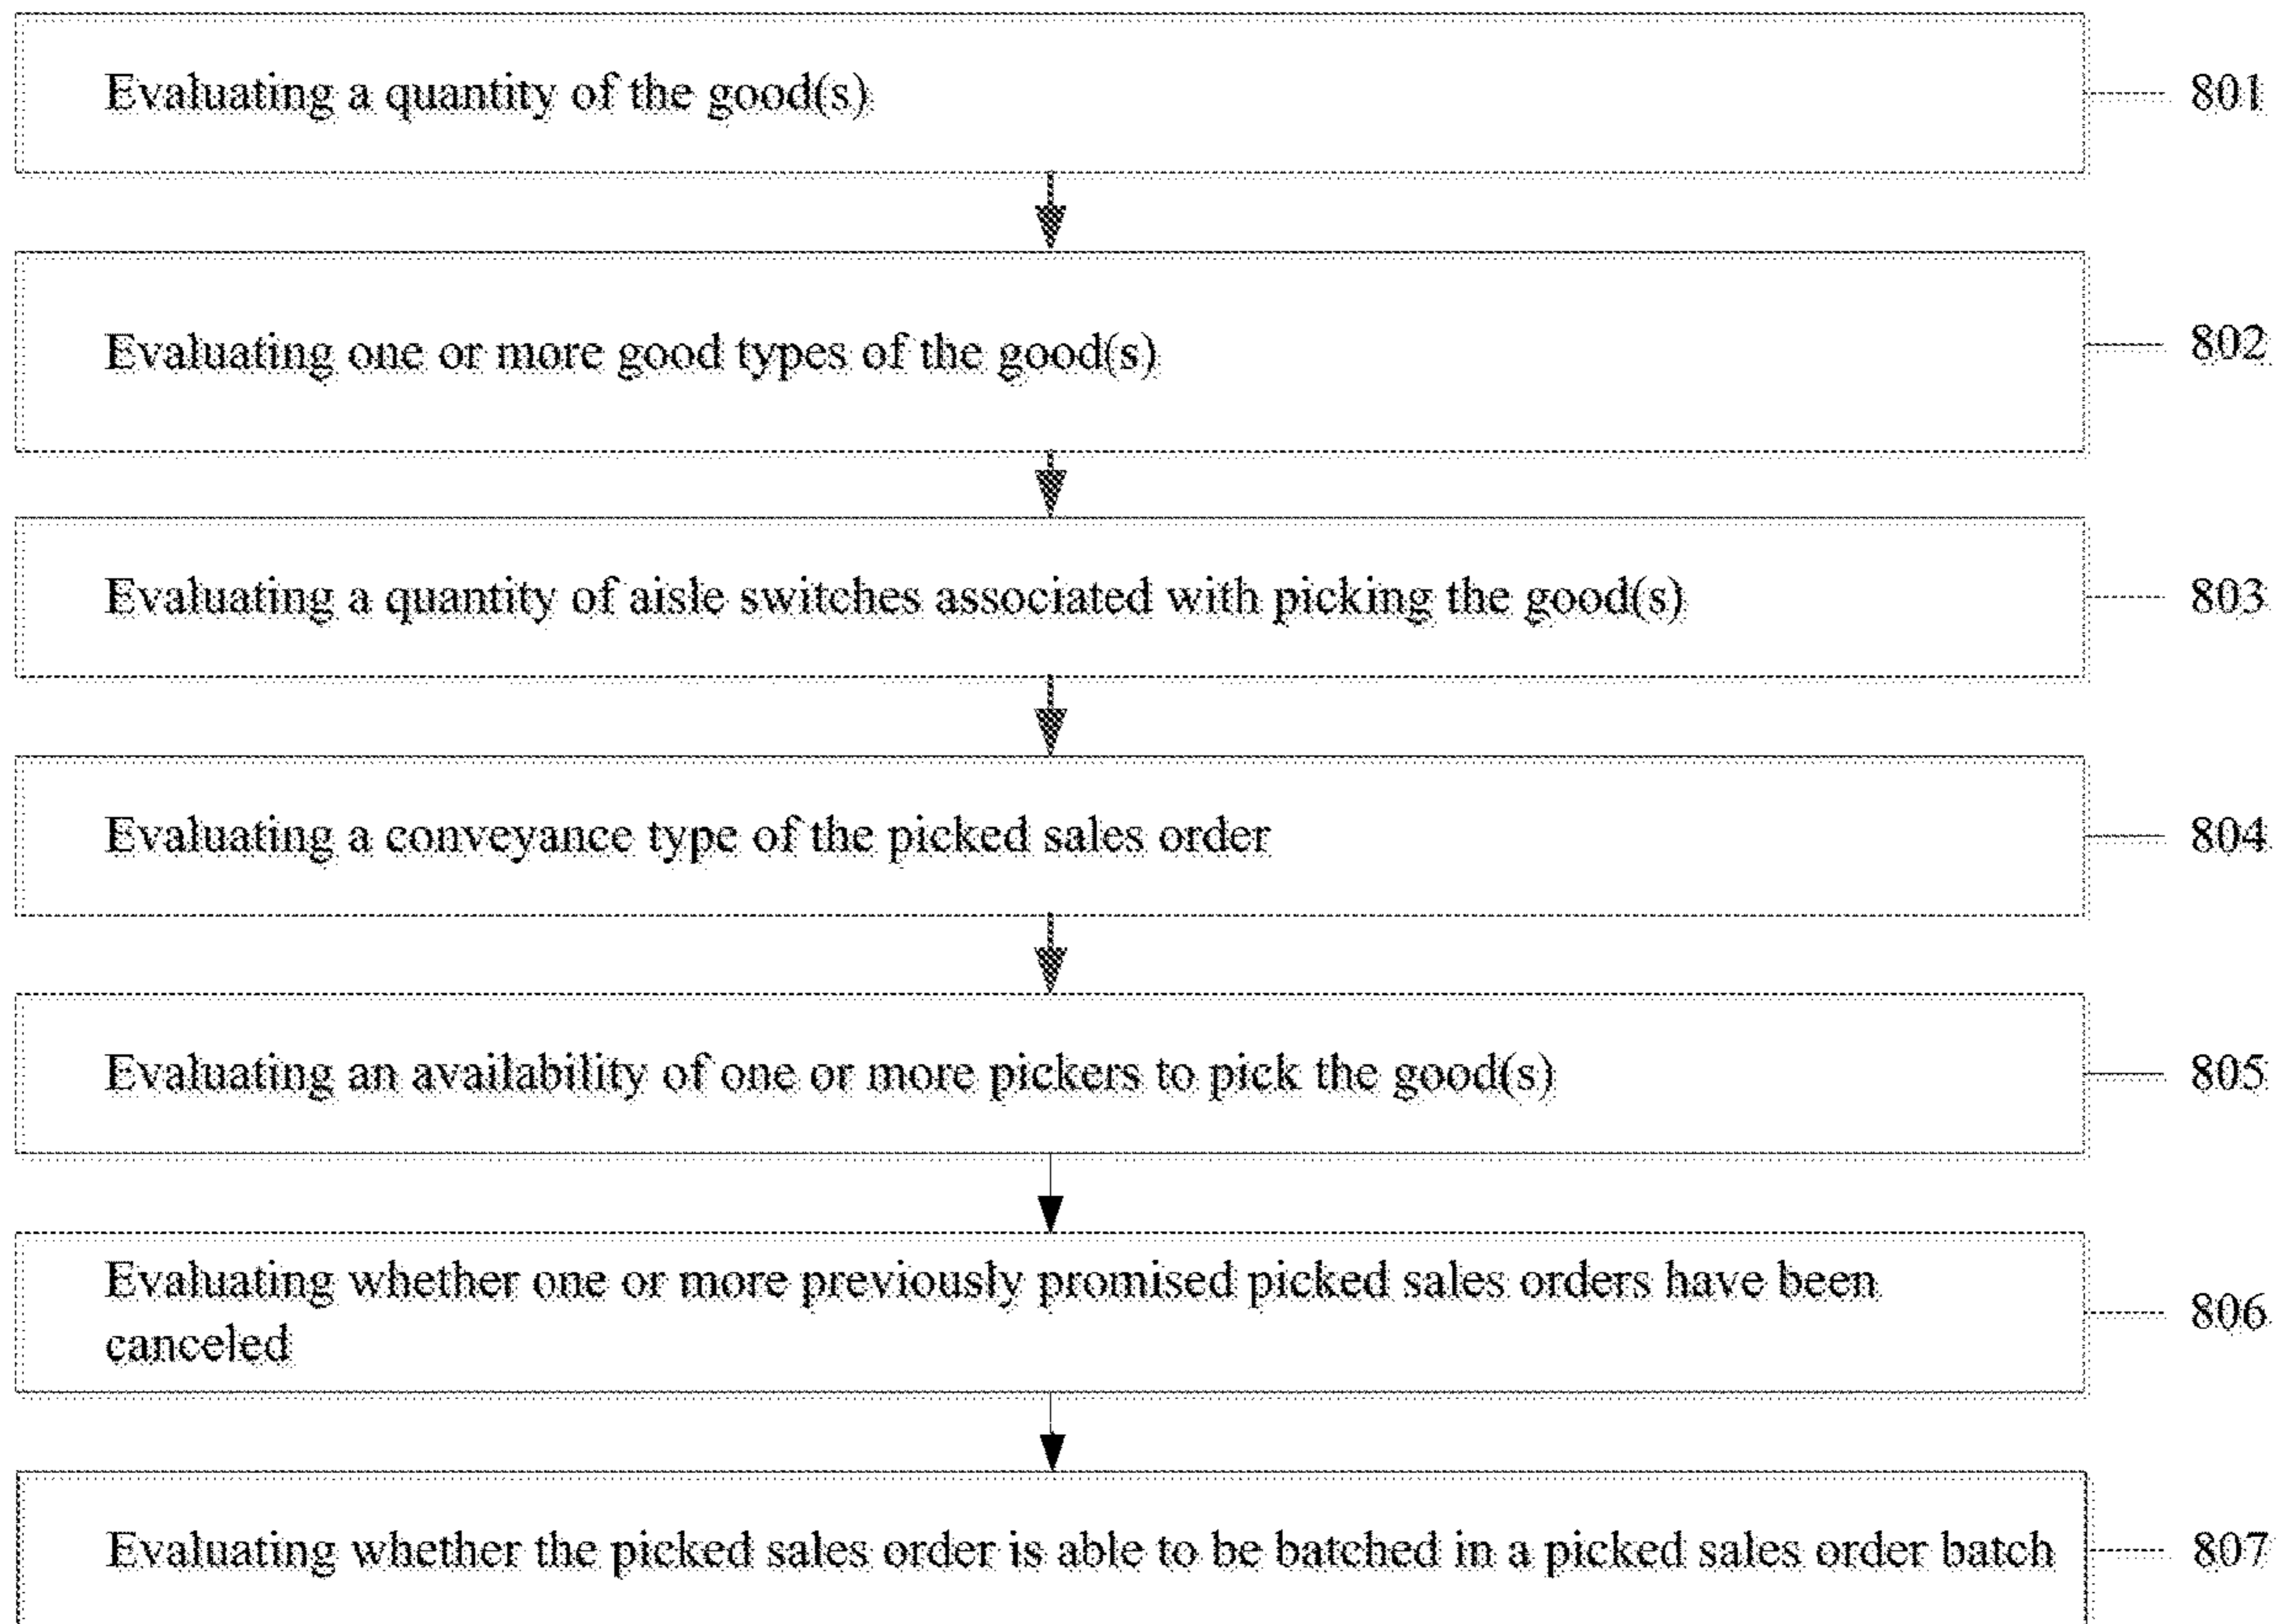 Evaluating a quantity of the good(s)
801
Evaluating one or more good types of the good(s)
802
Evaluating a quantity of aisle switches associated with picking the good(s)
803
Evaluating a conveyance type of the picked sales order
804
Evaluating an availability of one or more pickers to pick the good(s)
805
Evaluating whether one or more previously promised picked sales orders have been
canceled
806
Evaluating whether the picked sales order is able to be batched in a picked sales order batch
807